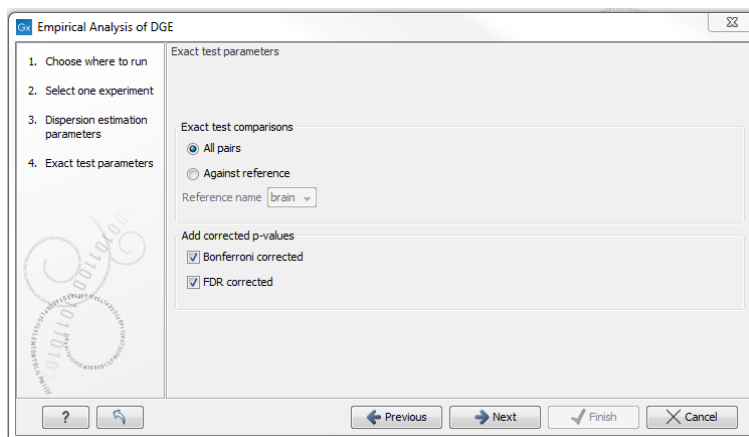 Gx Empirical Analysis of DGE
1. Choose where to run
2. Select one experiment
3. Dispersion estimation
parameters
4. Exact test parameters
Exact test parameters
Exact test comparisons
All pairs
Against reference
Reference name brain
Add corrected p-values
Bonferroni corrected
FDR corrected
? Previous Next Finish Cancel